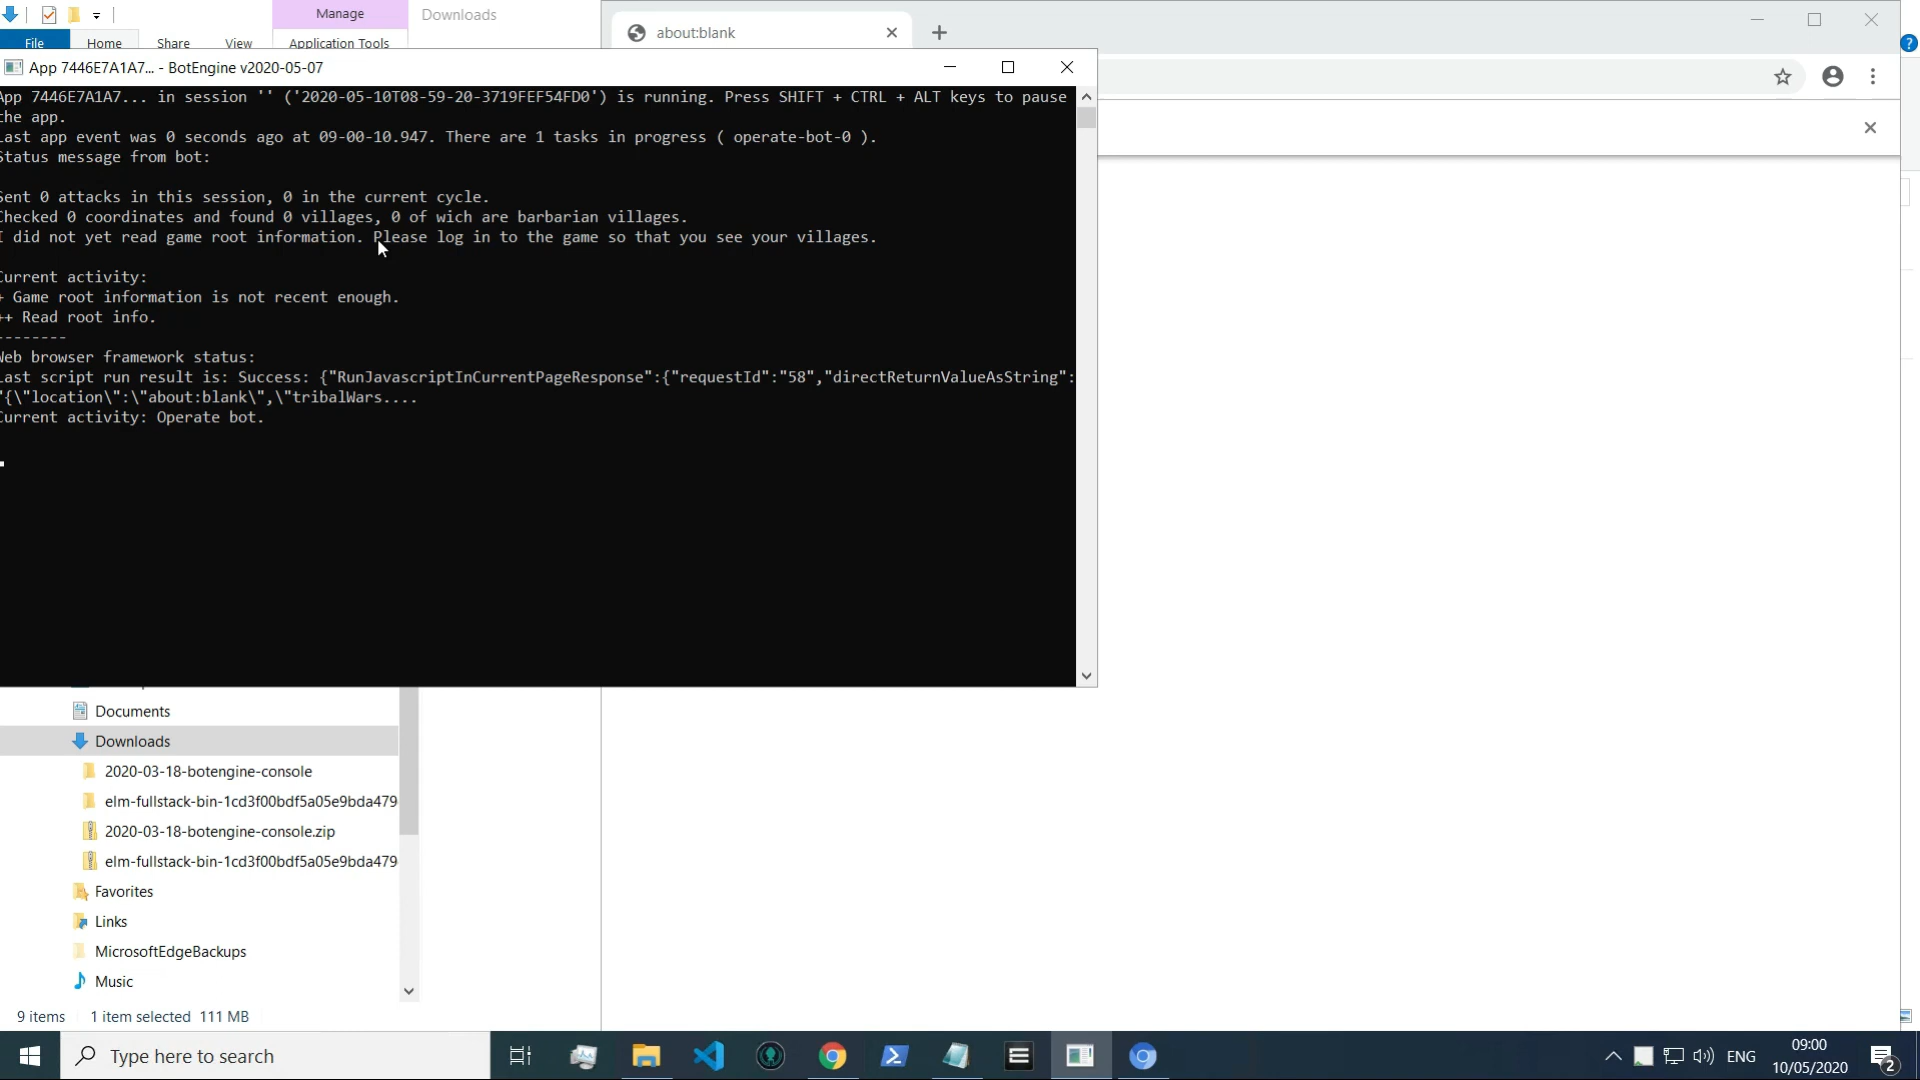 Manage
Downloads
File
Home
Share
View
Application Tools
about:blank
App 7446E7A1A7... - BotEngine v2020-05-07
App 7446E7A1A7... in session '' ('2020-05-10T08-59-20-3719FEF54FD0') is running. Press SHIFT + CTRL + ALT keys to pause
the app.
Last app event was 0 seconds ago at 09-00-10.947. There are 1 tasks in progress ( operate-bot-0 ).
Status message from bot:
Sent 0 attacks in this session, 0 in the current cycle.
Checked 0 coordinates and found 0 villages, 0 of wich are barbarian villages.
I did not yet read game root information. Please log in to the game so that you see your villages.
Current activity:
+ Game root information is not recent enough.
++ Read root info.
--------
Web browser framework status:
Last script run result is: Success: {"RunJavascriptInCurrentPageResponse":{"requestId":"58","directReturnValueAsString":
"{\"location\":\"about:blank\",\"tribalWars....
Current activity: Operate bot.
Documents
Downloads
2020-03-18-botengine-console
elm-fullstack-bin-1cd3f00bdf5a05e9bda479
2020-03-18-botengine-console.zip
elm-fullstack-bin-1cd3f00bdf5a05e9bda479
Favorites
Links
MicrosoftEdgeBackups
Music
9 items 1 item selected 111 MB
Type here to search
ENG
09:00
10/05/2020
2